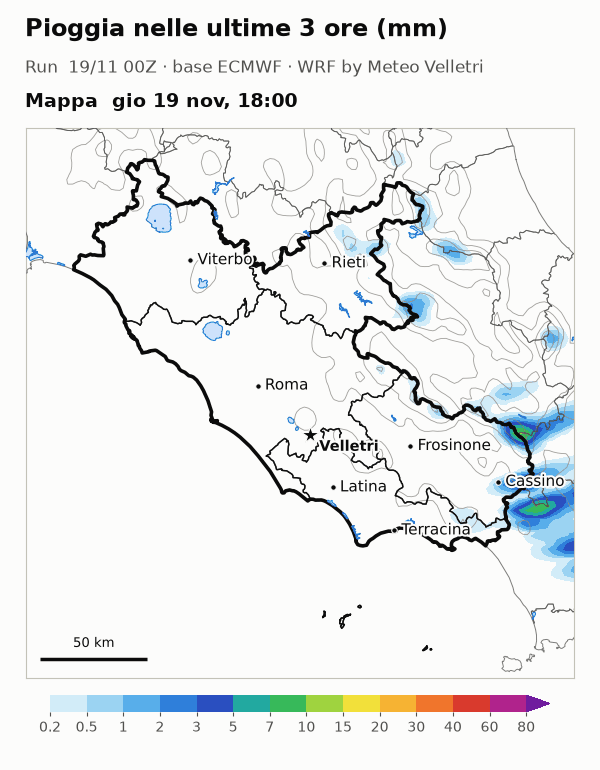 Pioggia nelle ultime 3 ore (mm)
Run 19/11 00Z · base ECMWF · WRF by Meteo Velletri
Mappa gio 19 nov, 18:00
Viterbo
Rieti
Roma
Velletri
Frosinone
Latina
Cassino
Terracina
50 km
0.2 0.5 1 2 3 5 7 10 15 20 30 40 60 80